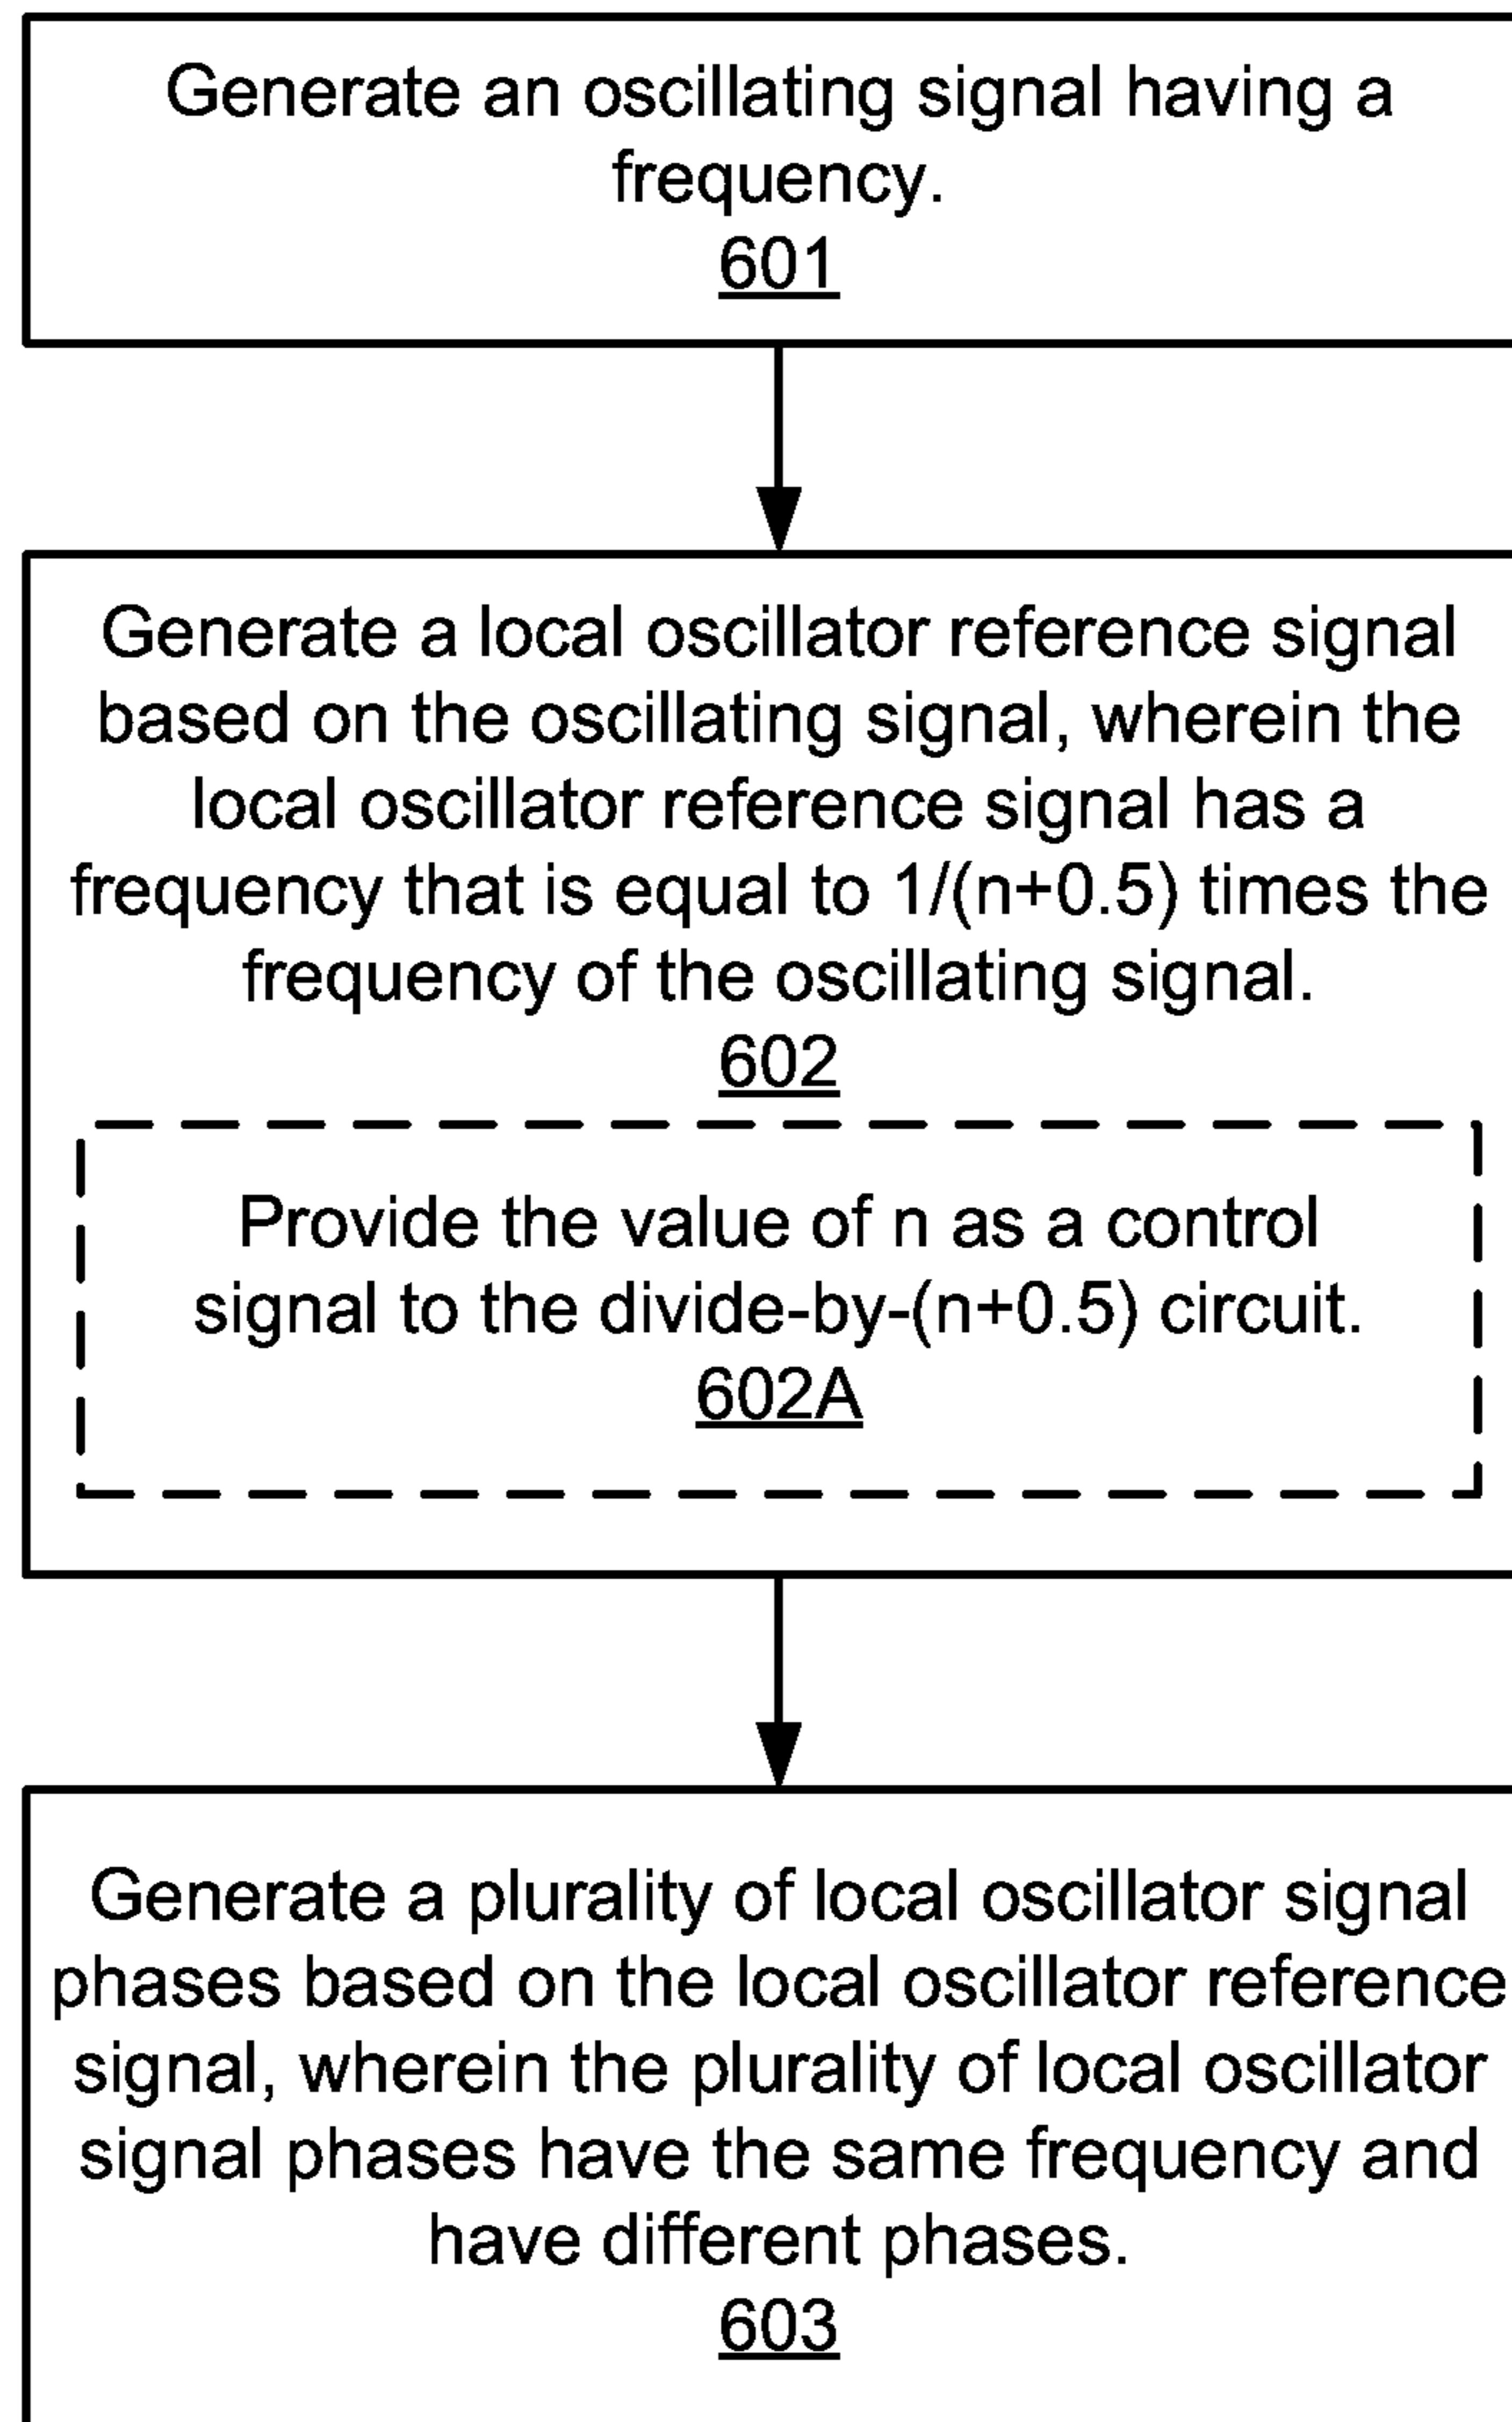 Generate an oscillating signal having a
frequency.
601
Generate a local oscillator reference signal
based on the oscillating signal, wherein the
local oscillator reference signal has a
frequency that is equal to 1/(n+0.5) times the
frequency of the oscillating signal.
602
Provide the value of n as a control
signal to the divide-by-(n+0.5) circuit.
602A
Generate a plurality of local oscillator signal
phases based on the local oscillator reference
signal, wherein the plurality of local oscillator
signal phases have the same frequency and
have different phases.
603